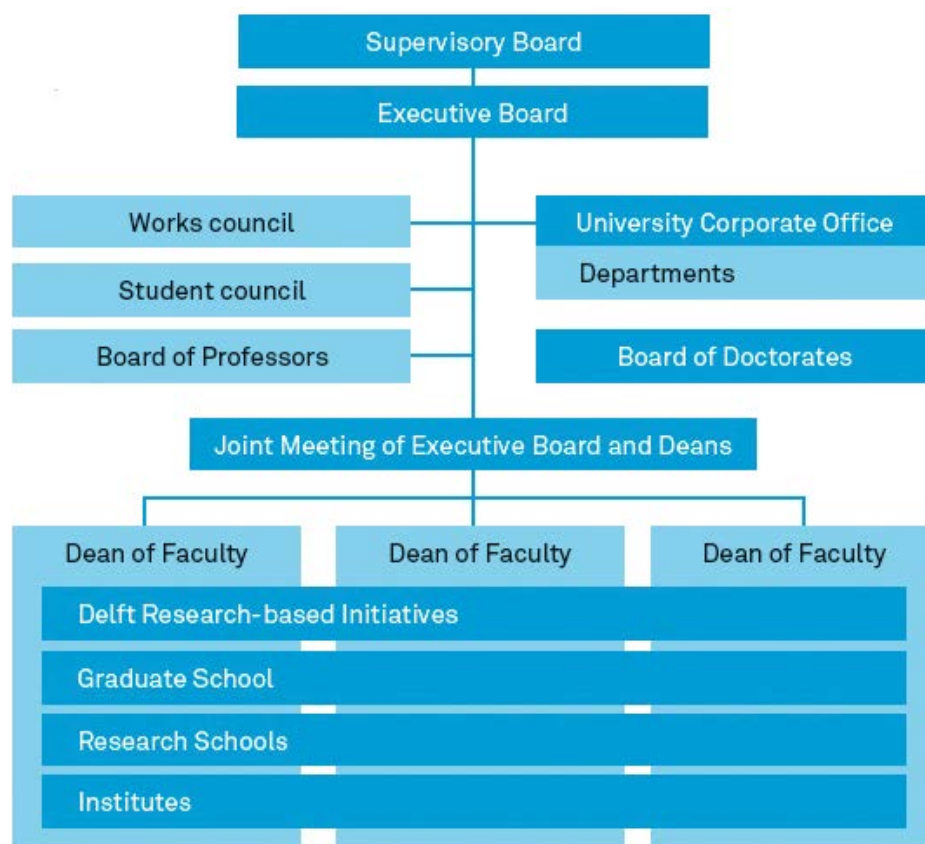 Supervisory Board
Executive Board
Works council
University Corporate Office
Departments
Student council
Board of Professors
Board of Doctorates
Joint Meeting of Executive Board and Deans
Dean of Faculty
Dean of Faculty
Dean of Faculty
Delft Research-based Initiatives
Graduate School
Research Schools
Institutes